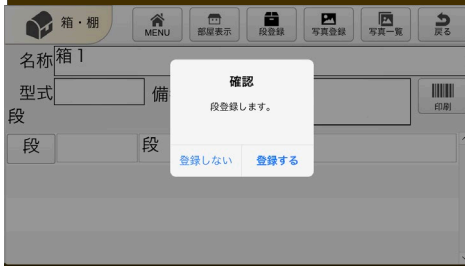 箱・棚
MENU
部屋表示
段登録
写真登録
写真一覧
戻る
名称 箱1
型式 備
印刷
段
段 段
確認
段登録します。
登録しない 登録する